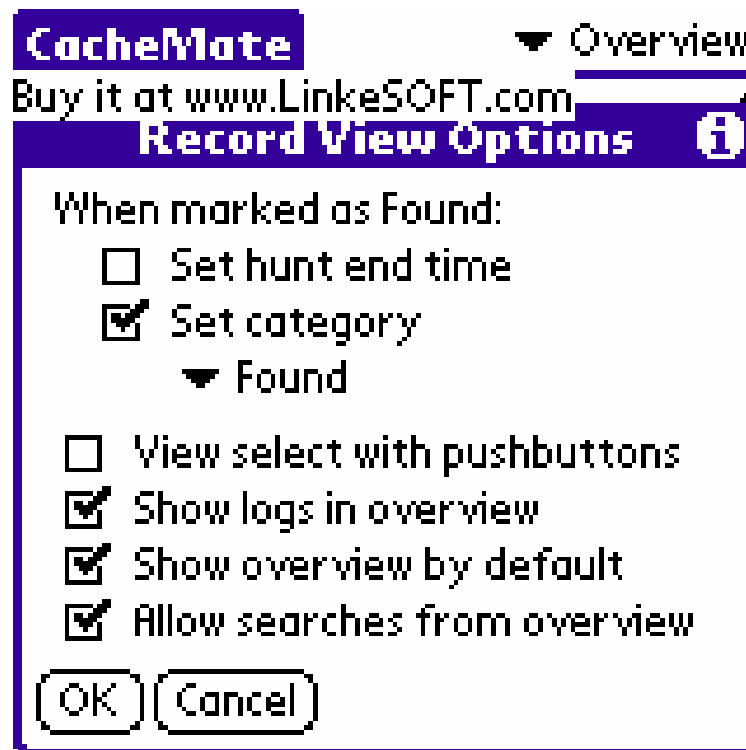 CacheMate Overview
Buy it at www.LinkeSOFT.com
Record View Options i
When marked as Found:
Set hunt end time
Set category
Found
View select with pushbuttons
Show logs in overview
Show overview by default
Allow searches from overview
OK Cancel